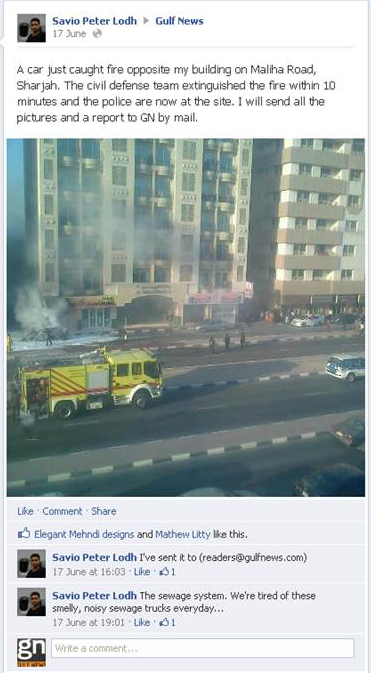 Savio Peter Lodh ▶ Gulf News
17 June
A car just caught fire opposite my building on Maliha Road,
Sharjah. The civil defense team extinguished the fire within 10
minutes and the police are now at the site. I will send all the
pictures and a report to GN by mail.
Like · Comment · Share
Elegant Mehndi designs and Mathew Litty like this.
Savio Peter Lodh I've sent it to (readers@gulfnews.com)
17 June at 16:03 · Like · 1
Savio Peter Lodh The sewage system. We're tired of these
smelly, noisy sewage trucks everyday...
17 June at 19:01 · Like · 1
gn
GULF NEWS
Write a comment...